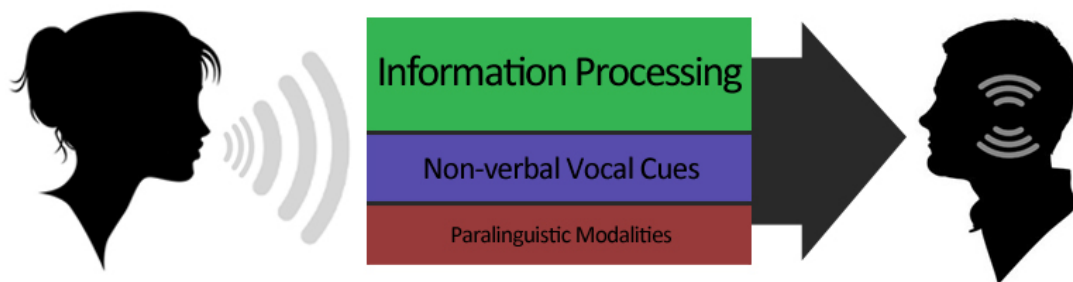 Information Processing
Non-verbal Vocal Cues
Paralinguistic Modalities